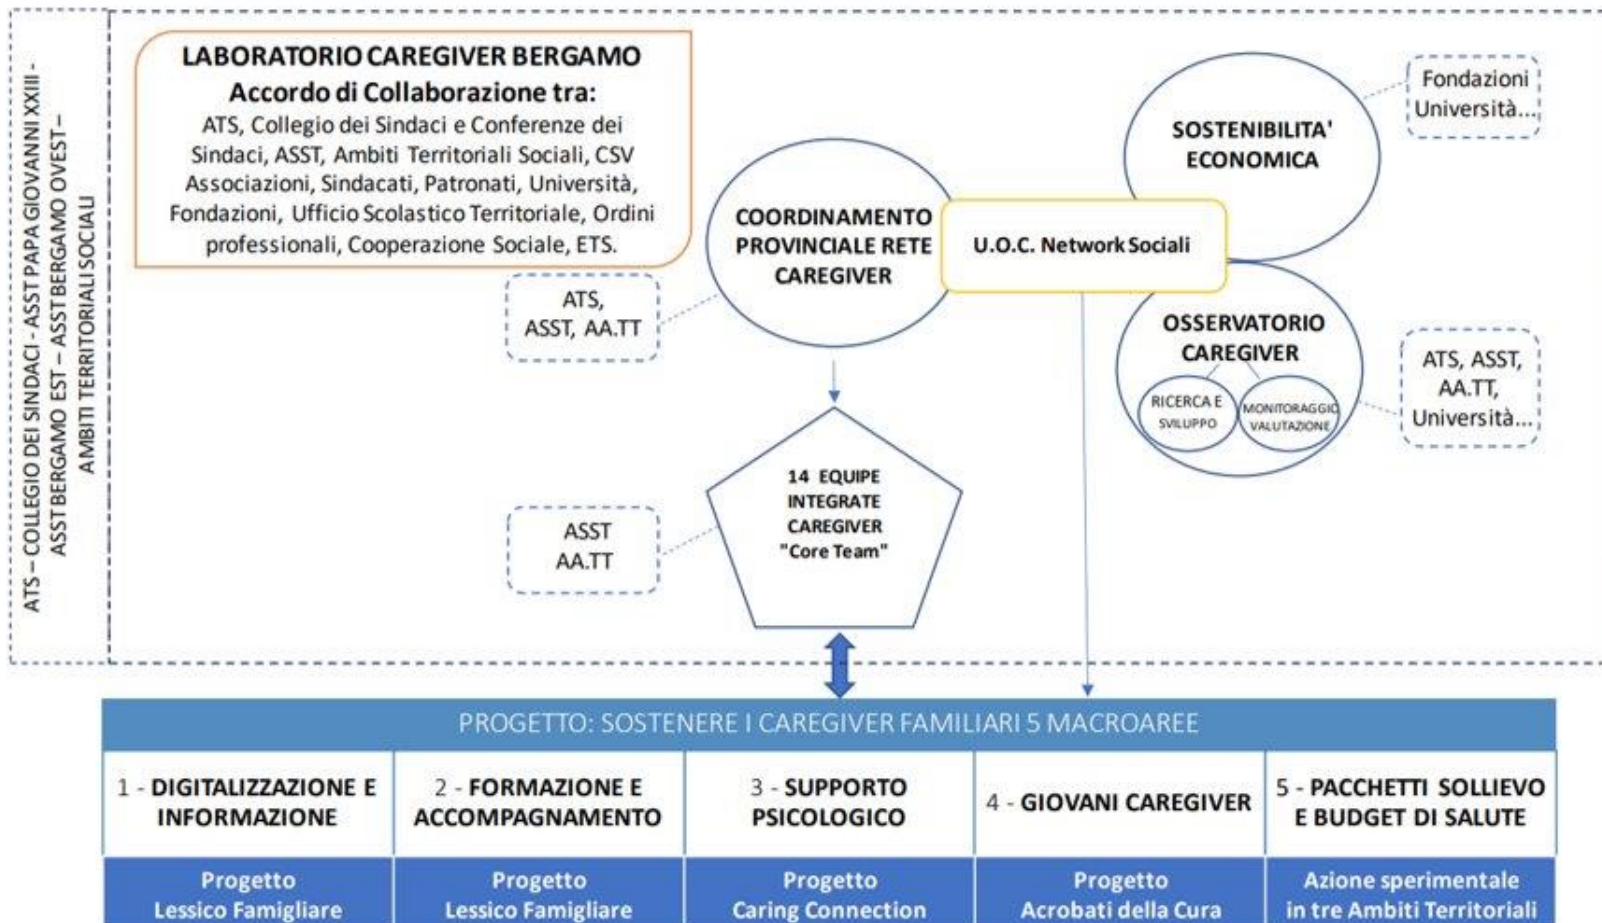 ATS – COLLEGIO DEI SINDACI - ASST PAPA GIOVANNI XXIII -
ASST BERGAMO EST – ASST BERGAMO OVEST –
AMBITI TERRITORIALI SOCIALI
LABORATORIO CAREGIVER BERGAMO
Accordo di Collaborazione tra:
ATS, Collegio dei Sindaci e Conferenze dei
Sindaci, ASST, Ambiti Territoriali Sociali, CSV
Associazioni, Sindacati, Patronati, Università,
Fondazioni, Ufficio Scolastico Territoriale, Ordini
professionali, Cooperazione Sociale, ETS.
COORDINAMENTO
PROVINCIALE RETE
CAREGIVER
ATS,
ASST, AA.TT
U.O.C. Network Sociali
SOSTENIBILITA'
ECONOMICA
Fondazioni
Università...
OSSERVATORIO
CAREGIVER
RICERCA E
SVILUPPO
MONITORAGGIO
VALUTAZIONE
ATS, ASST,
AA.TT,
Università...
14 EQUIPE
INTEGRATE
CAREGIVER
"Core Team"
ASST
AA.TT
PROGETTO: SOSTENERE I CAREGIVER FAMILIARI 5 MACROAREE
1 - DIGITALIZZAZIONE E
INFORMAZIONE
2 - FORMAZIONE E
ACCOMPAGNAMENTO
3 - SUPPORTO
PSICOLOGICO
4 - GIOVANI CAREGIVER
5 - PACCHETTI SOLLIEVO
E BUDGET DI SALUTE
Progetto
Lessico Famigliare
Progetto
Lessico Famigliare
Progetto
Caring Connection
Progetto
Acrobati della Cura
Azione sperimentale
in tre Ambiti Territoriali